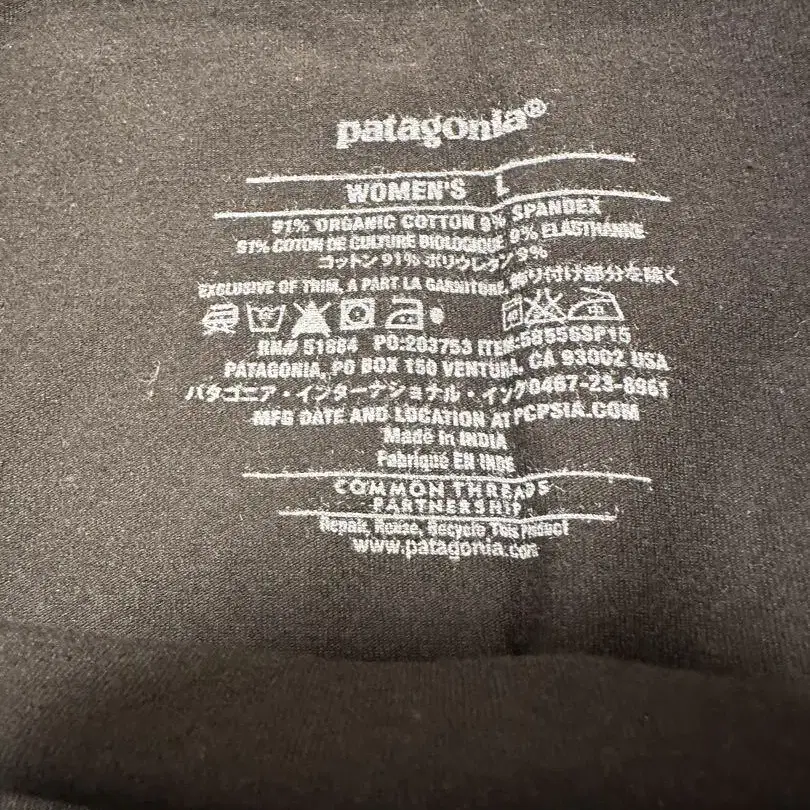 patagonia®
WOMEN'S L
91% ORGANIC COTTON 9% SPANDEX
91% COTON DE CULTURE BIOLOGIQUE 9% ELASTHANNE
コットン 91% ポリウレタン 9%
EXCLUSIVE OF TRIM, A PART LA GARNITURE, 飾り付け部分を除く
40
RN# 51884 PO:203753 ITEM:58556SP15
PATAGONIA, PO BOX 150 VENTURA, CA 93002 USA
パタゴニア・インターナショナル・インク 0467-23-8961
MFG DATE AND LOCATION AT PCPSIA.COM
Made in INDIA
Fabriqué EN INDE
COMMON THREADS
PARTNERSHIP
Repair, Reuse, Recycle This Product
www.patagonia.com